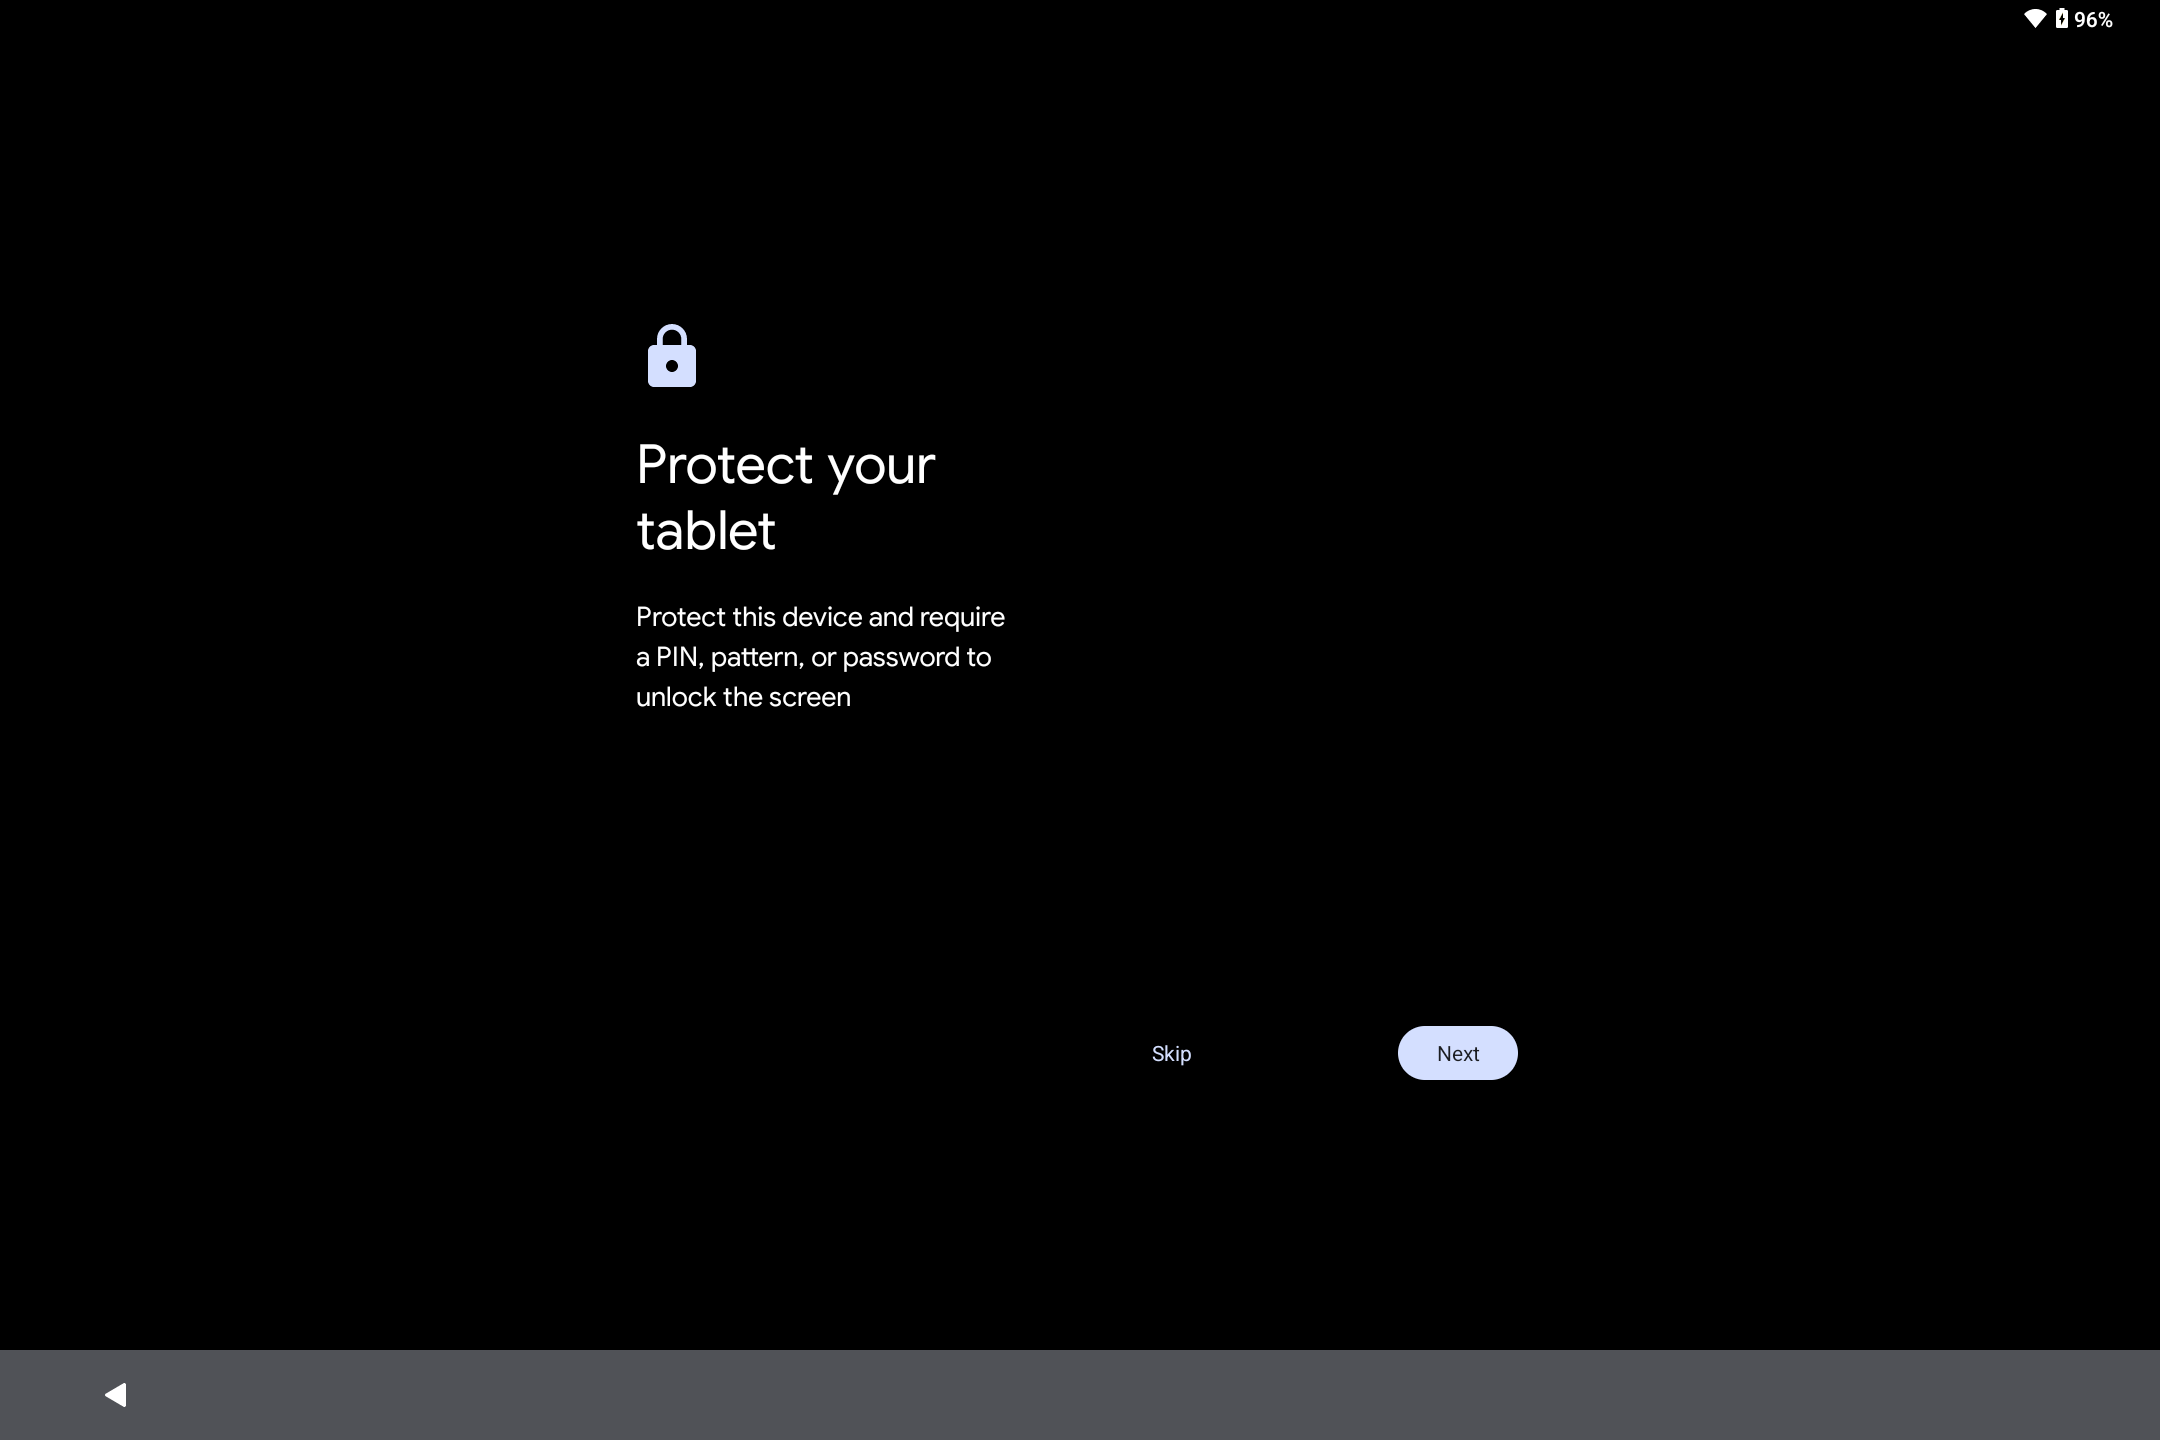 96%
Protect your
tablet
Protect this device and require
a PIN, pattern, or password to
unlock the screen
Skip
Next